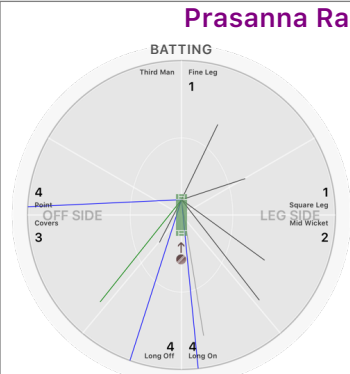 Prasanna Ra
BATTING
Third Man Fine Leg
1
4 1
Point Square Leg
OFF SIDE LEG SIDE
Covers Mid Wicket
3 2
4 4
Long Off Long On